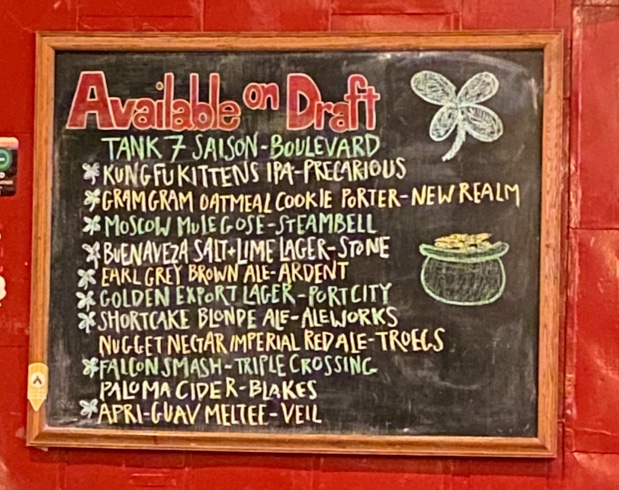 Available on Draft
TANK 7 SAISON-BOULEVARD
KUNG FU KITTENS IPA-PRECARIOUS
GRAMGRAM OATMEAL COOKIE PORTER-NEW REALM
MOSCOW MULE GOSE-STEAMBELL
BUENAVEZA SALT+LIME LAGER-STONE
EARL GREY BROWN ALE-ARDENT
GOLDEN EXPORT LAGER-PORT CITY
SHORTCAKE BLONDE ALE-ALEWORKS
NUGGET NECTAR IMPERIAL RED ALE-TROEGS
FALCON SMASH-TRIPLE CROSSING
PALOMA CIDER-BLAKES
APRI-GUAV MELTEE-VEIL